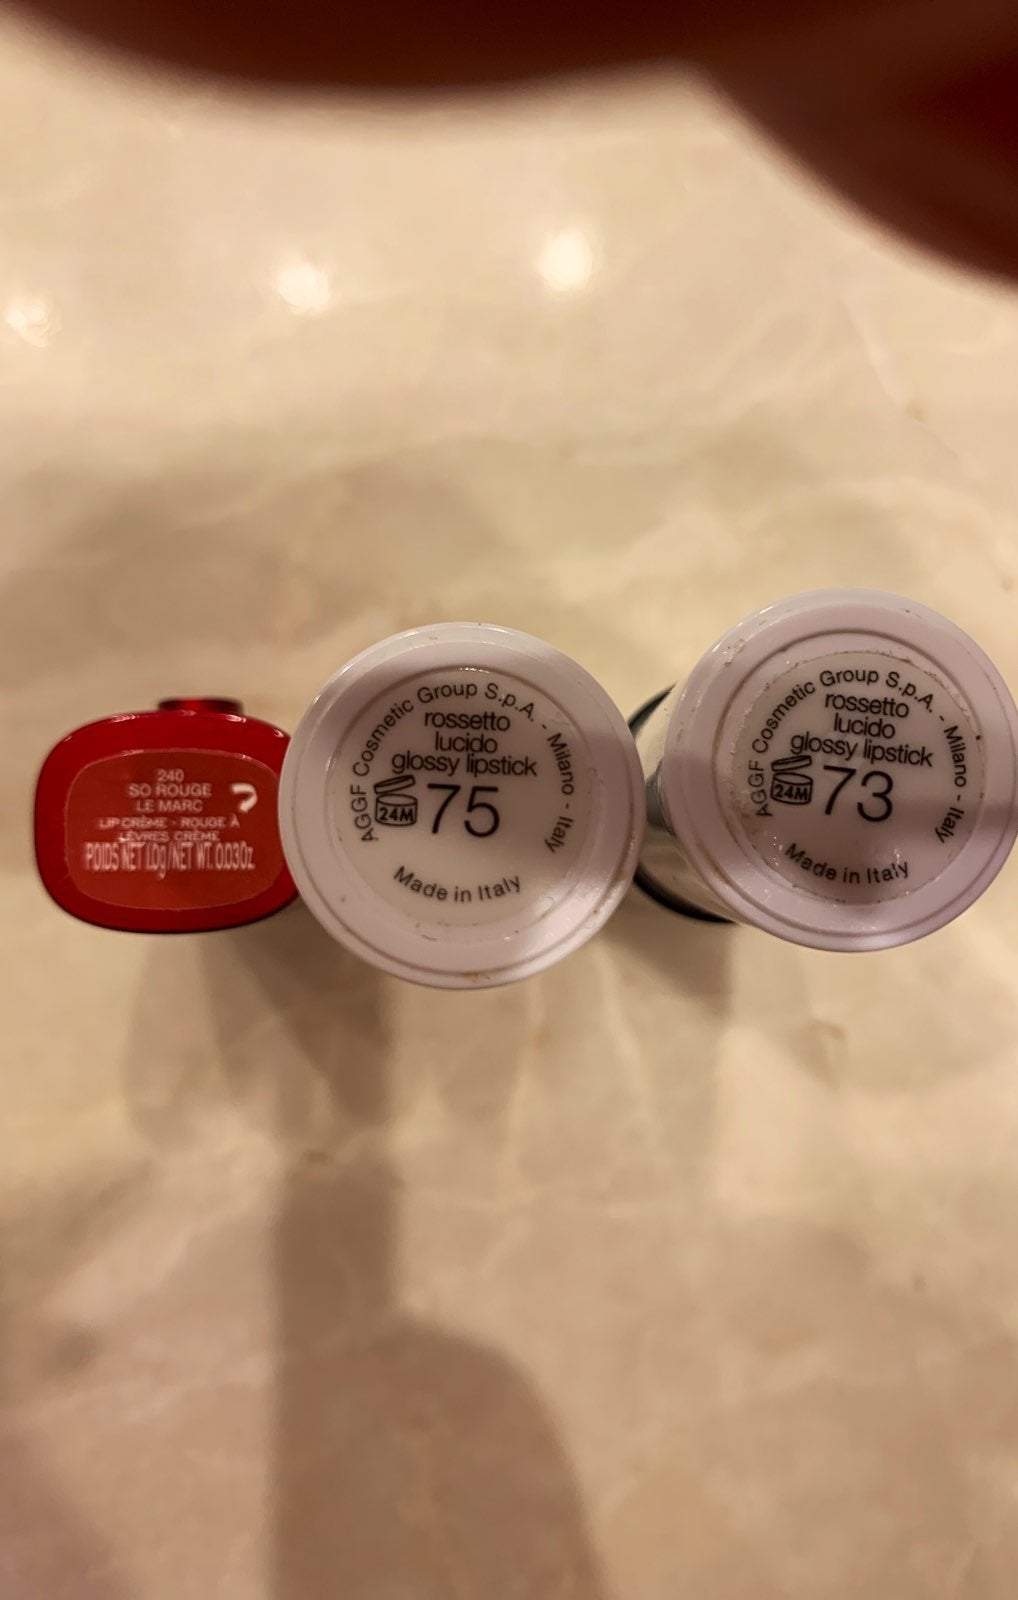 240
SO ROUGE
LE MARC
LIP CRÈME - ROUGE À
LÈVRES CRÈME
POIDS NET 1.0g/NET WT. 0.03Oz.
AGGF Cosmetic Group S.p.A. - Milano - Italy
rossetto
lucido
glossy lipstick
24M
75
Made in Italy
AGGF Cosmetic Group S.p.A. - Milano - Italy
rossetto
lucido
glossy lipstick
24M
73
Made in Italy